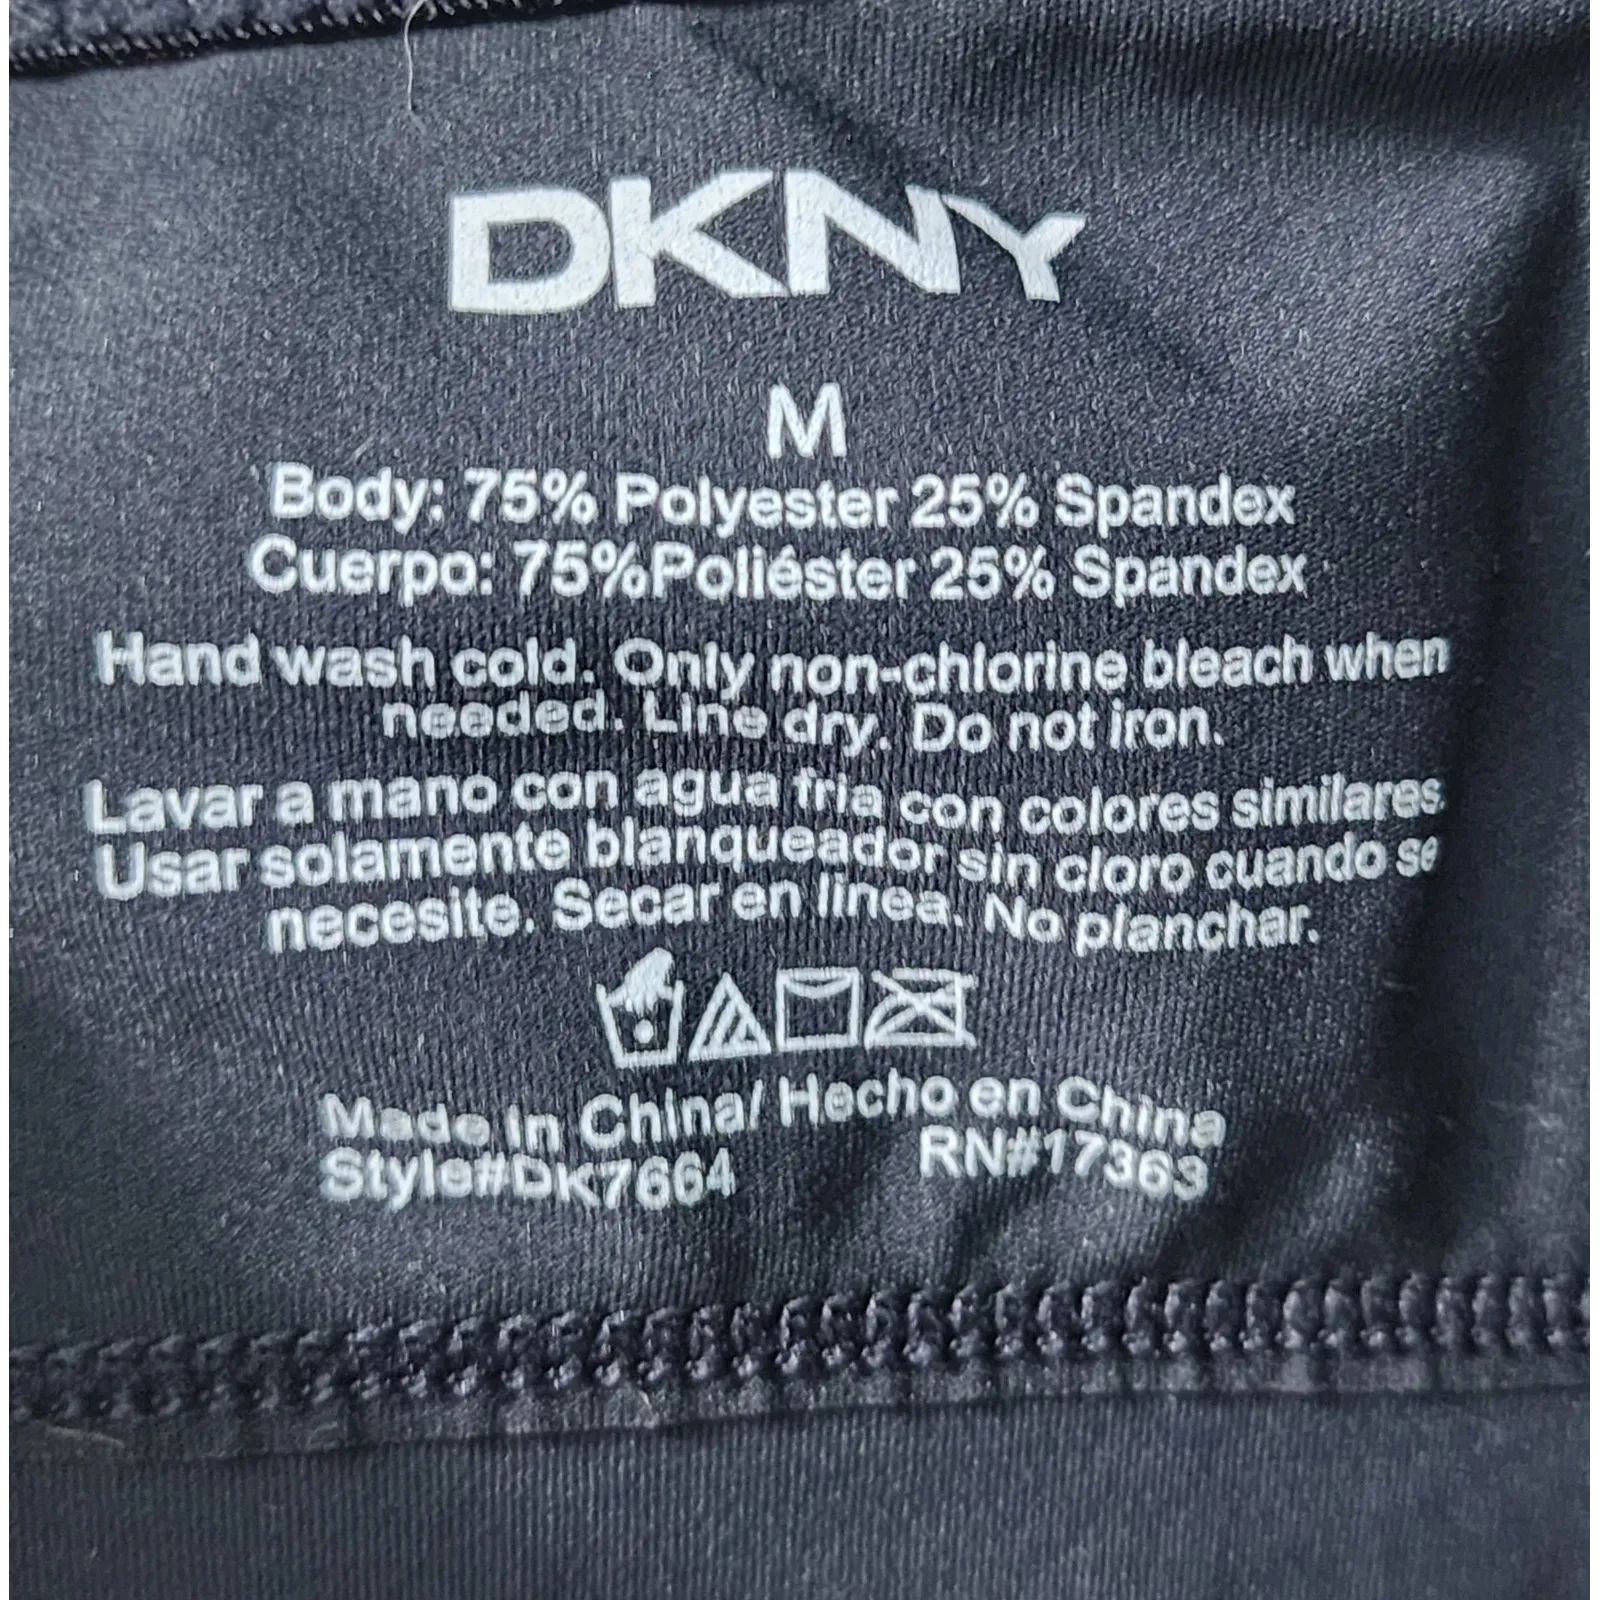 DKNY
M
Body: 75% Polyester 25% Spandex
Cuerpo: 75%Poliéster 25% Spandex
Hand wash cold. Only non-chlorine bleach when
needed. Line dry. Do not iron.
Lavar a mano con agua fria con colores similares.
Usar solamente blanqueador sin cloro cuando se
necesite. Secar en linea. No planchar.
Made in China/ Hecho en China
Style#DK7664 RN#17363